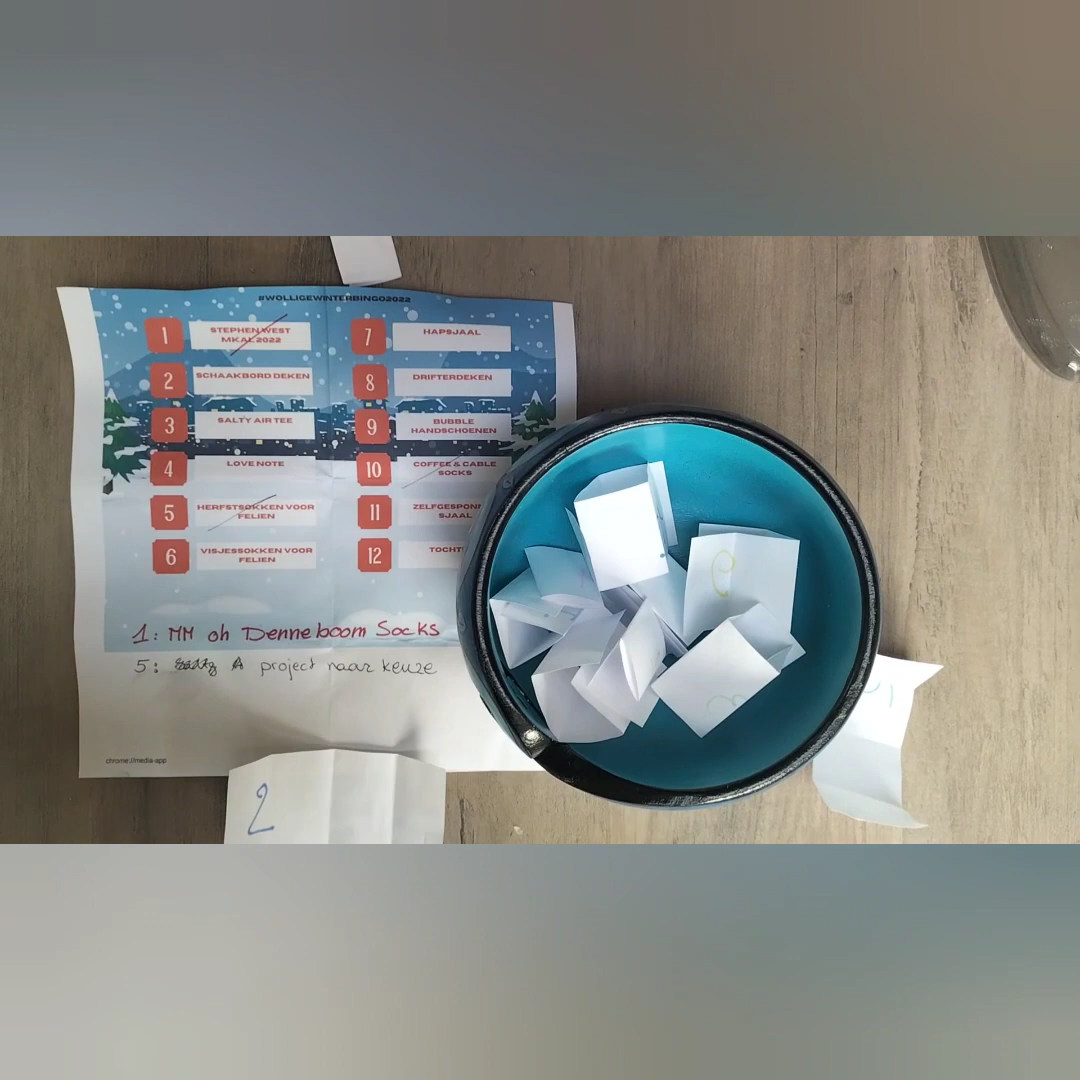 #WOLLIGEWINTERBINGO2022
1
STEPHEN WEST
MKAL 2022
2
SCHAAKBORD DEKEN
3
SALTY AIR TEE
4
LOVE NOTE
5
HERFSTSOKKEN VOOR
FELIEN
6
VISJESSOKKEN VOOR
FELIEN
7
HAPSJAAL
8
DRIFTERDEKEN
9
BUBBLE
HANDSCHOENEN
10
COFFEE & CABLE
SOCKS
11
ZELFGESPONN
SJAAL
12
TOCHT
1: MM oh Denneboom Socks
5: A project naar keuze
chrome://media-app
2